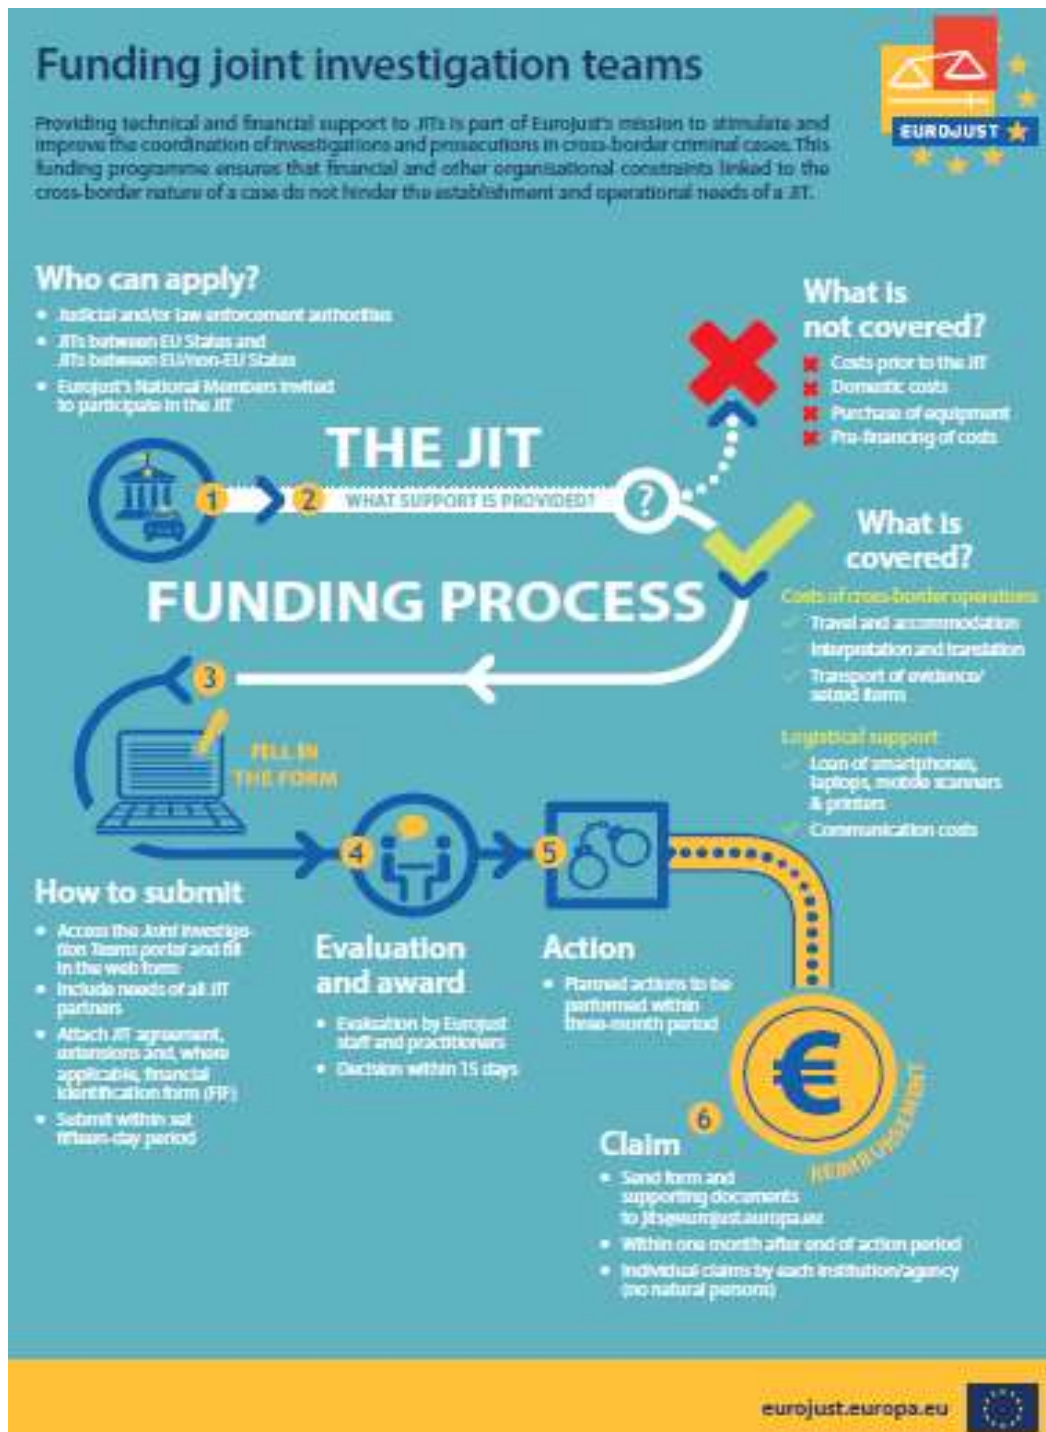 Funding joint investigation teams
Providing technical and financial support to JITs is part of Eurojust's mission to stimulate and
improve the coordination of investigations and prosecutions in cross-border criminal cases. This
funding programme ensures that financial and other organisational constraints linked to the
cross-border nature of a case do not hinder the establishment and operational needs of a JIT.
EUROJUST
Who can apply?
• Judicial and/or law enforcement authorities
• JITs between EU States and
JITs between EU/non-EU States
• Eurojust's National Members invited
to participate in the JIT
What is
not covered?
Costs prior to the JIT
Domestic costs
Purchase of equipment
Pre-financing of costs
THE JIT
1
2
WHAT SUPPORT IS PROVIDED?
?
FUNDING PROCESS
What is
covered?
Costs of cross-border operations
Travel and accommodation
Interpretation and translation
Transport of evidence/
seized items
Logistical support
Loan of smartphones,
laptops, mobile scanners
& printers
Communication costs
3
FILL IN
THE FORM
4
5
How to submit
• Access the Joint Investiga-
tion Teams portal and fill
in the web form
• Include needs of all JIT
partners
• Attach JIT agreement,
extensions and, where
applicable, financial
identification form (FIF)
• Submit within set
fifteen-day period
Evaluation
and award
• Evaluation by Eurojust
staff and practitioners
• Decision within 15 days
Action
• Planned actions to be
performed within
three-month period
€
REIMBURSEMENT
6
Claim
• Send form and
supporting documents
to jits@eurojust.europa.eu
• Within one month after end of action period
• Individual claims by each institution/agency
(no natural persons)
eurojust.europa.eu